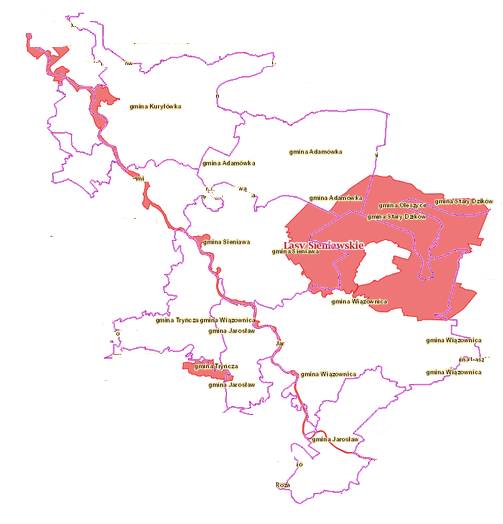 gmina Kuryłówka
gmina Adamówka
gmina Adamówka
gmina Adamówka
gmina Stary Dzików
gmina Oleszyce
gmina Stary Dzików
gmina Sieniawa
Lasy Sieniawskie
gmina Sieniawa
gmina Wiązownica
gmina Tryńcza gmina Wiązownica
gmina Jarosław
gmina Wiązownica
Jar
gmina Tryńcza
gmina Wiązownica
gmina Wiązownica
gmina Jarosław
gmina Jarosław